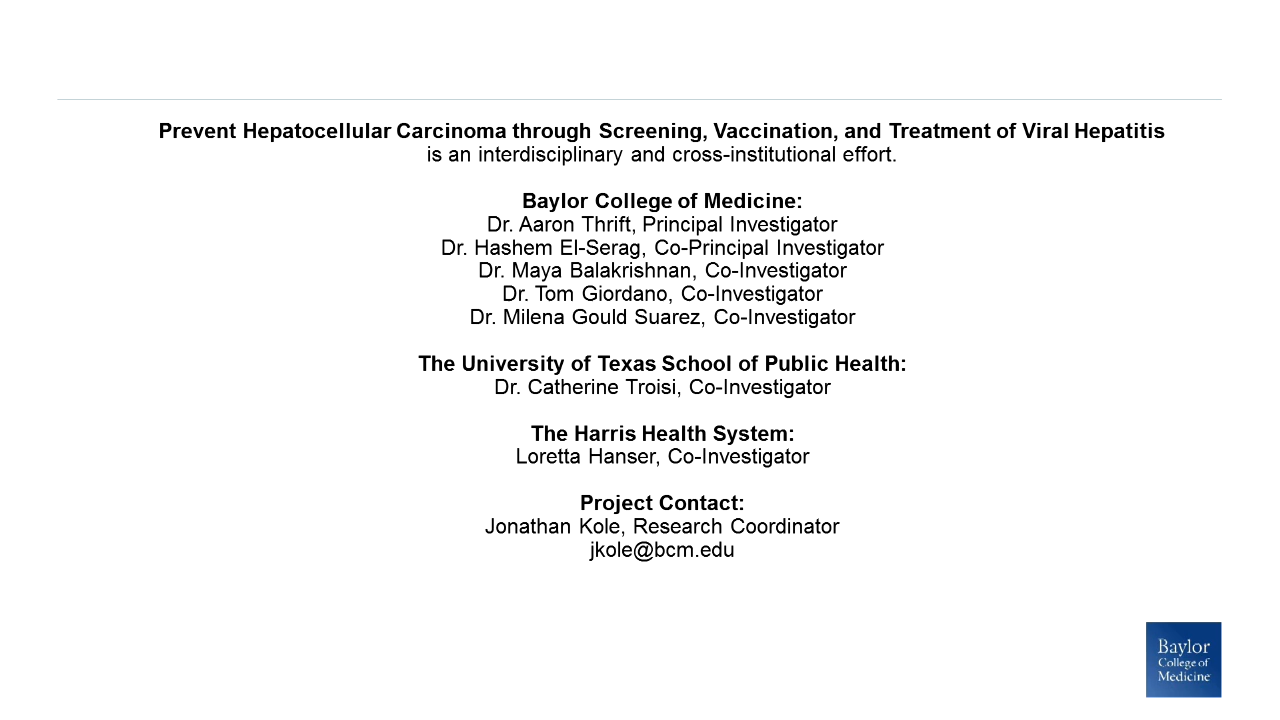 Prevent Hepatocellular Carcinoma through Screening, Vaccination, and Treatment of Viral Hepatitis
is an interdisciplinary and cross-institutional effort.
Baylor College of Medicine:
Dr. Aaron Thrift, Principal Investigator
Dr. Hashem El-Serag, Co-Principal Investigator
Dr. Maya Balakrishnan, Co-Investigator
Dr. Tom Giordano, Co-Investigator
Dr. Milena Gould Suarez, Co-Investigator
The University of Texas School of Public Health:
Dr. Catherine Troisi, Co-Investigator
The Harris Health System:
Loretta Hanser, Co-Investigator
Project Contact:
Jonathan Kole, Research Coordinator
jkole@bcm.edu
Baylor
College of
Medicine